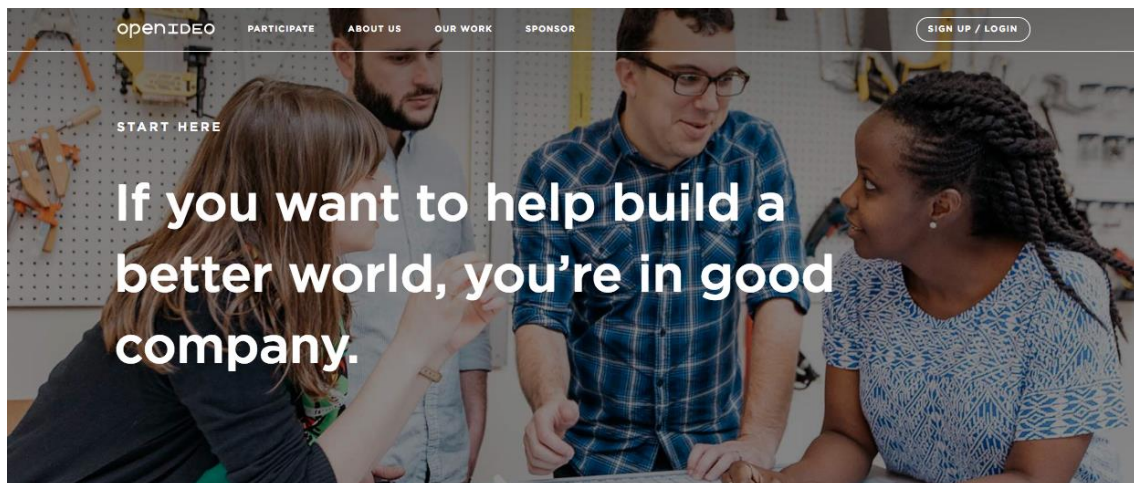 OpenIDEO
PARTICIPATE
ABOUT US
OUR WORK
SPONSOR
SIGN UP / LOGIN
START HERE
If you want to help build a
better world, you're in good
company.